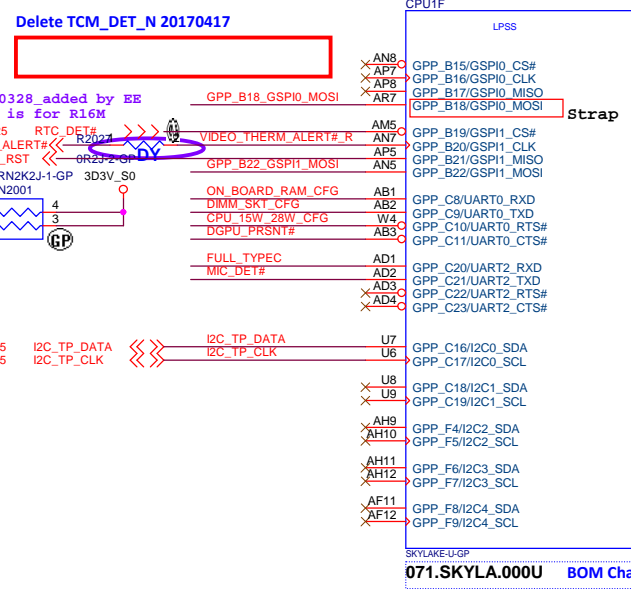 CPU1F
Delete TCM_DET_N 20170417
LPSS
AN8 GPP_B15/GSPI0_CS#
AP7 GPP_B16/GSPI0_CLK
AP8 GPP_B17/GSPI0_MISO
0328_added by EE GPP_B18_GSPI0_MOSI AR7 GPP_B18/GSPI0_MOSI Strap
is for R16M
5 RTC_DET# AM5 GPP_B19/GSPI1_CS#
_ALERT# R2027 VIDEO_THERM_ALERT#_R AN7 GPP_B20/GSPI1_CLK
_RST 0R2J-2-GP DY AP5 GPP_B21/GSPI1_MISO
GPP_B22_GSPI1_MOSI AN5 GPP_B22/GSPI1_MOSI
RN2K2J-1-GP 3D3V_S0
N2001
ON_BOARD_RAM_CFG AB1 GPP_C8/UART0_RXD
4 DIMM_SKT_CFG AB2 GPP_C9/UART0_TXD
3 CPU_15W_28W_CFG W4 GPP_C10/UART0_RTS#
GP DGPU_PRSNT# AB3 GPP_C11/UART0_CTS#
FULL_TYPEC AD1 GPP_C20/UART2_RXD
MIC_DET# AD2 GPP_C21/UART2_TXD
AD3 GPP_C22/UART2_RTS#
AD4 GPP_C23/UART2_CTS#
5 I2C_TP_DATA I2C_TP_DATA U7 GPP_C16/I2C0_SDA
5 I2C_TP_CLK I2C_TP_CLK U6 GPP_C17/I2C0_SCL
U8 GPP_C18/I2C1_SDA
U9 GPP_C19/I2C1_SCL
AH9 GPP_F4/I2C2_SDA
AH10 GPP_F5/I2C2_SCL
AH11 GPP_F6/I2C3_SDA
AH12 GPP_F7/I2C3_SCL
AF11 GPP_F8/I2C4_SDA
AF12 GPP_F9/I2C4_SCL
SKYLAKE-U-GP
071.SKYLA.000U BOM Cha